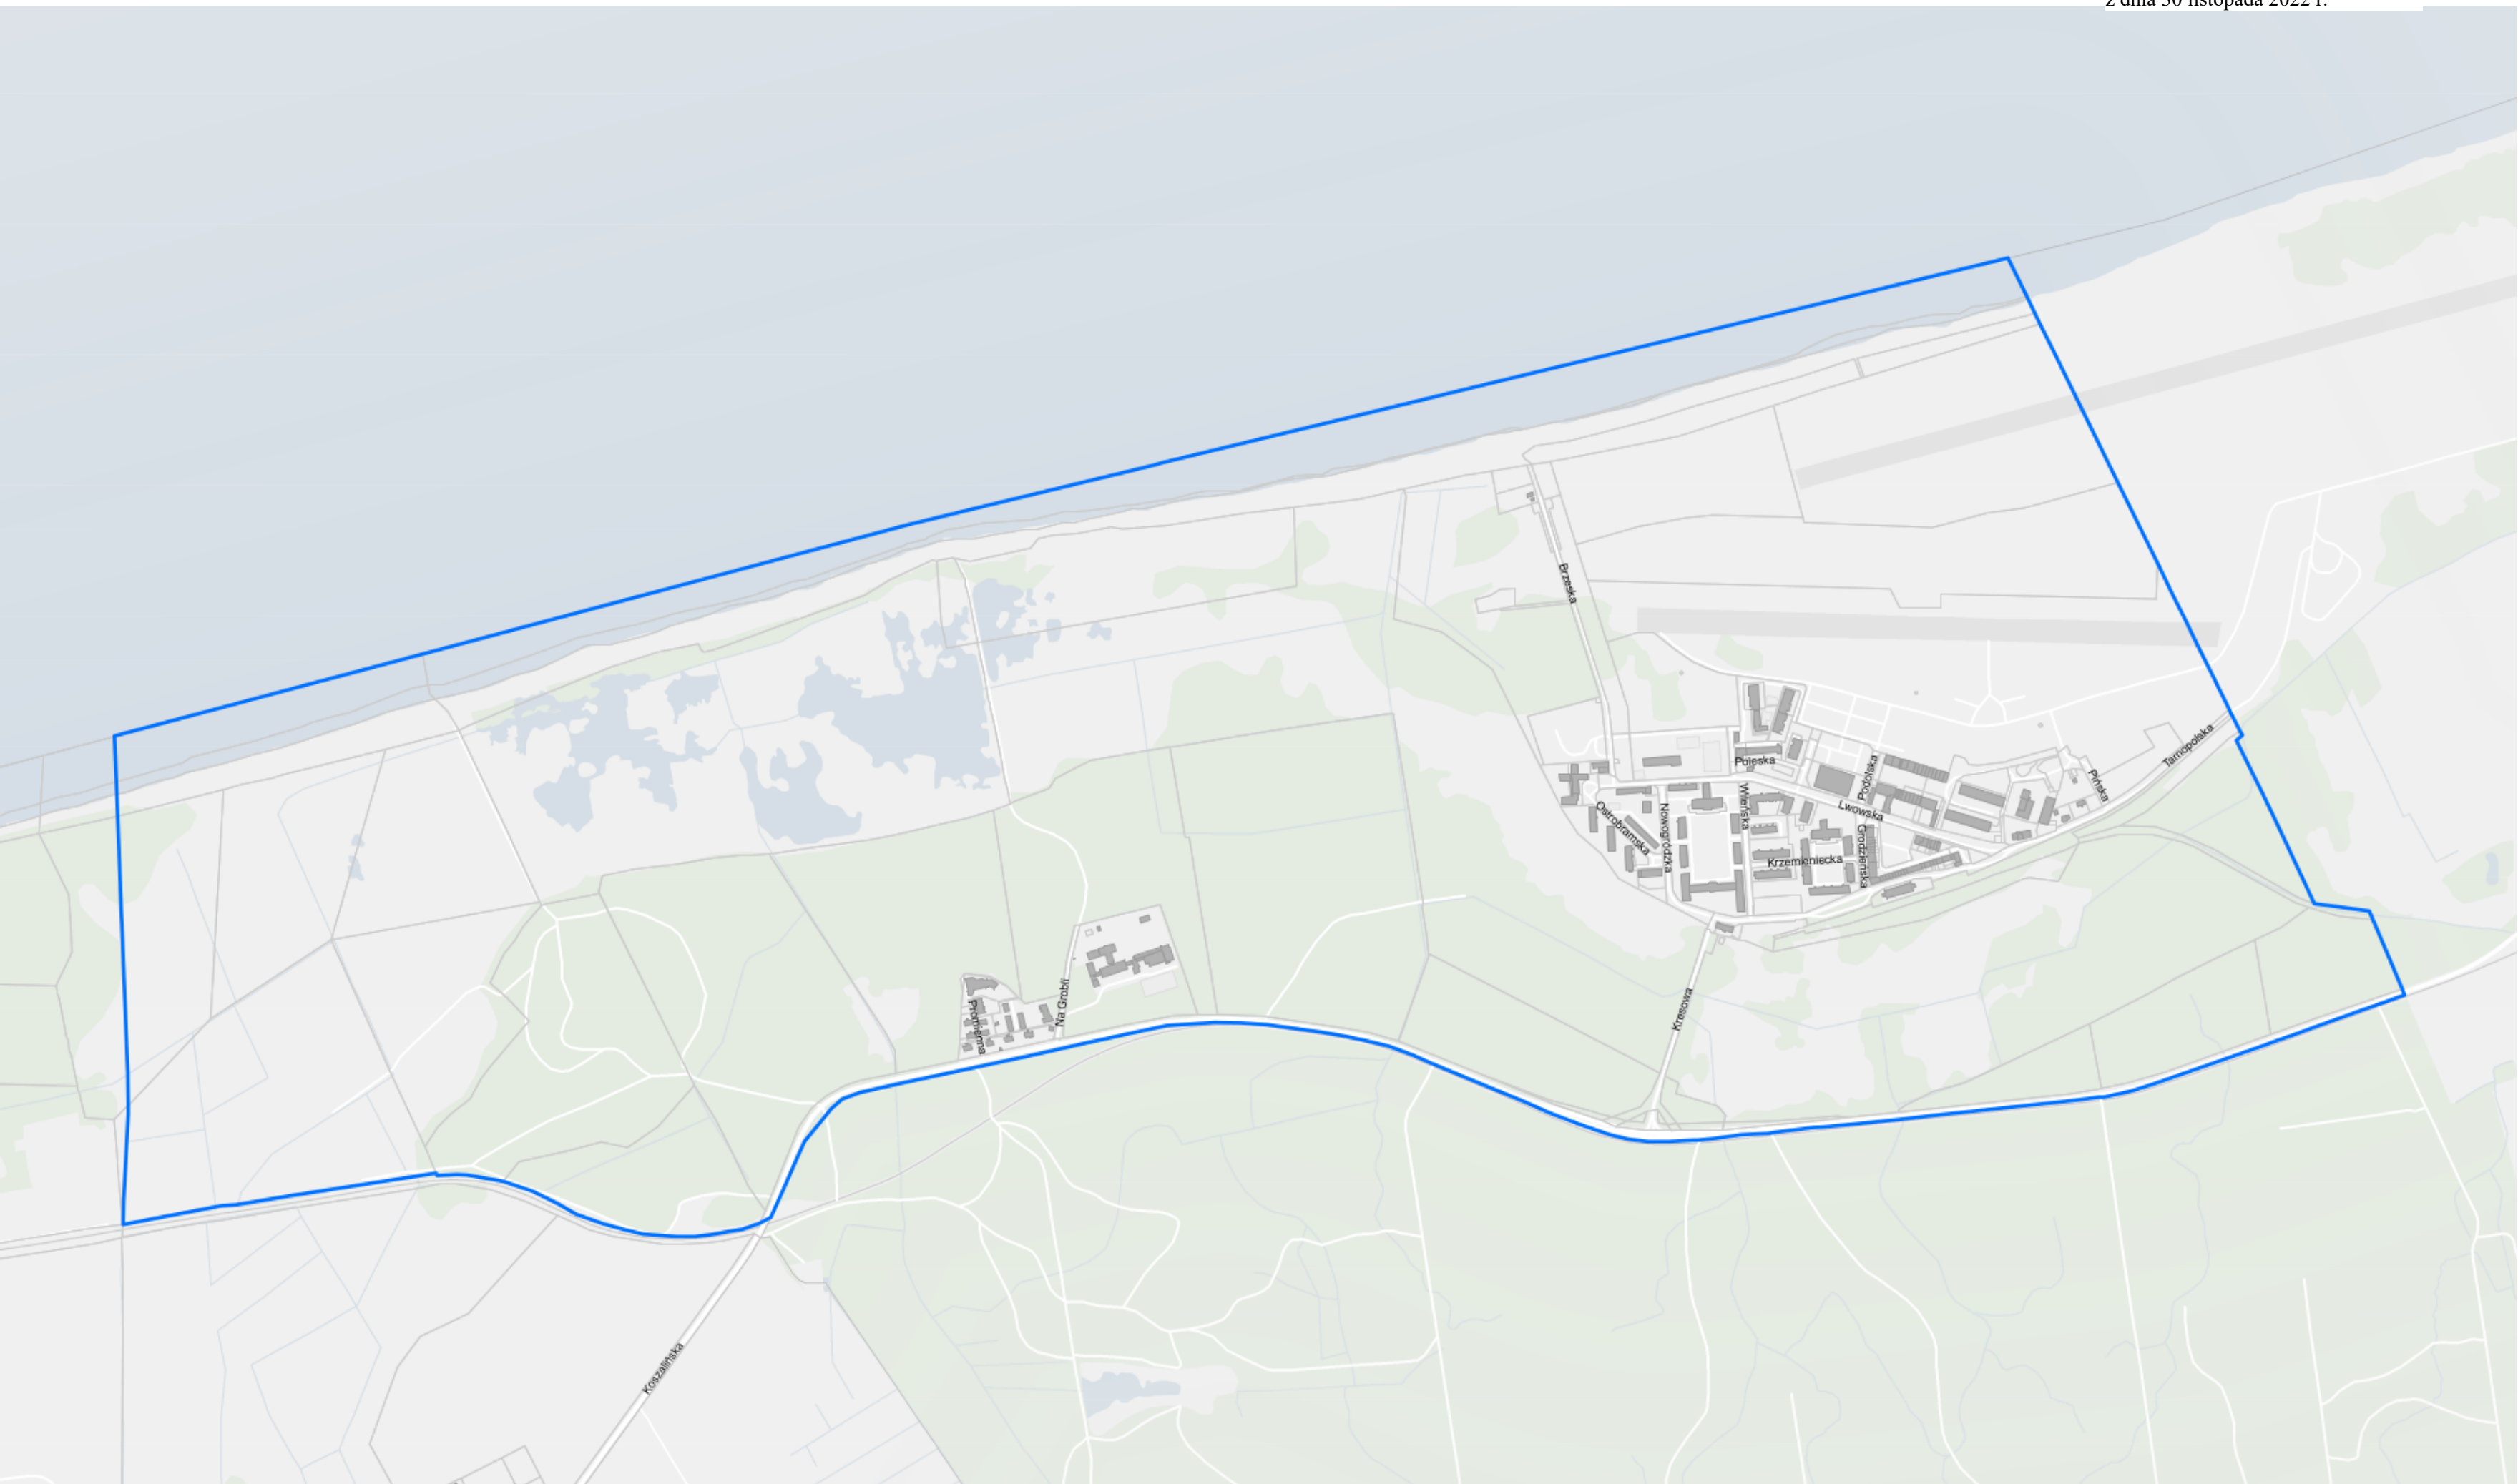 z dnia 30 listopada 2022 r.
Brzeska
Tarnopolska
Poleska
Podolska
Pińska
Wileńska
Lwowska
Ostrobramska
Nowogródzka
Grodzieńska
Krzemieniecka
Na Grobli
Promienna
Kresowa
Koszalińska